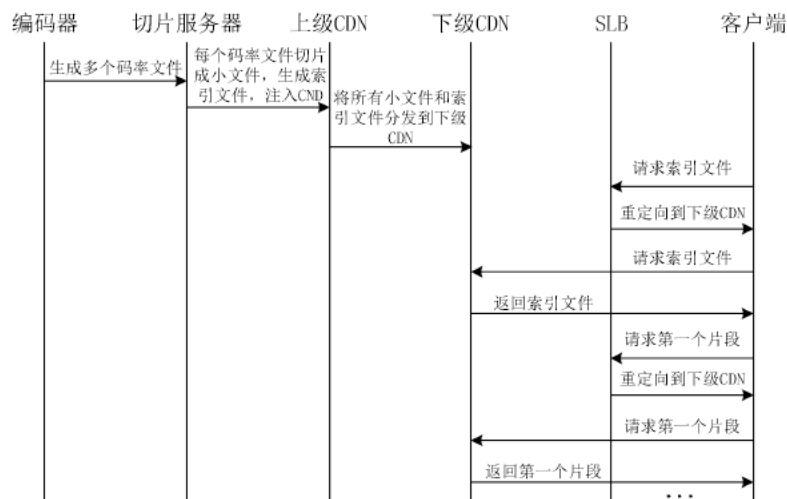 编码器 切片服务器 上级CDN 下级CDN SLB 客户端
生成多个码率文件
每个码率文件切片
成小文件，生成索
引文件，注入CND
将所有小文件和索
引文件分发到下级
CDN
请求索引文件
重定向到下级CDN
请求索引文件
返回索引文件
请求第一个片段
重定向到下级CDN
请求第一个片段
返回第一个片段
...